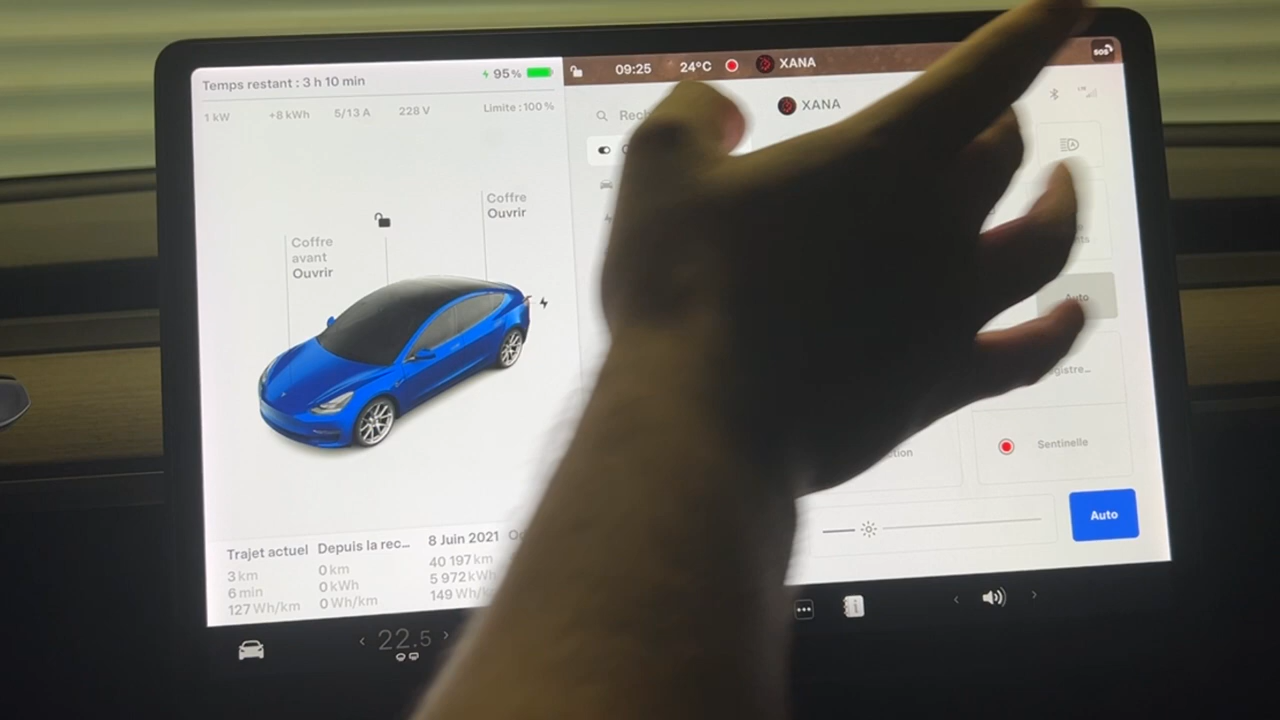 Temps restant : 3 h 10 min
95%
09:25
24°C
XANA
SOS
1 kW
+8 kWh
5/13 A
228 V
Limite : 100 %
XANA
Coffre
Ouvrir
Coffre
avant
Ouvrir
Auto
Sentinelle
Auto
Trajet actuel
Depuis la rec...
8 Juin 2021
3 km
0 km
40 197 km
6 min
0 kWh
5 972 kWh
127 Wh/km
0 Wh/km
149 Wh/
22.5